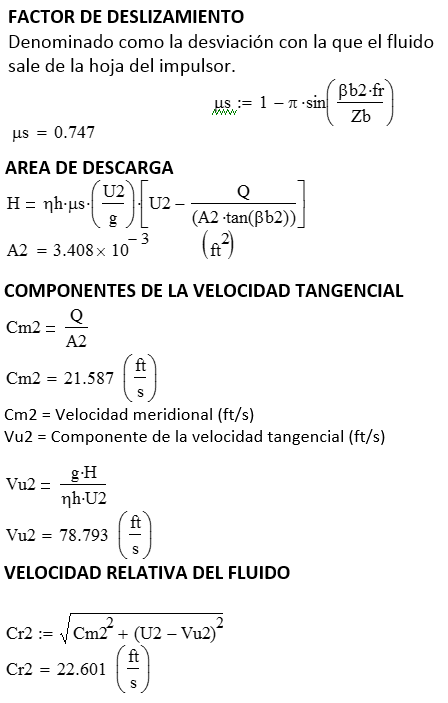 FACTOR DE DESLIZAMIENTO
Denominado como la desviación con la que el fluido
sale de la hoja del impulsor.
μs := 1 − π ·sin(βb2·fr / Zb)
μs = 0.747
AREA DE DESCARGA
H = ηh·μs·(U2 / g)·[U2 − Q / (A2 ·tan(βb2))]
A2 = 3.408 × 10^−3 (ft^2)
COMPONENTES DE LA VELOCIDAD TANGENCIAL
Cm2 = Q / A2
Cm2 = 21.587 (ft / s)
Cm2 = Velocidad meridional (ft/s)
Vu2 = Componente de la velocidad tangencial (ft/s)
Vu2 = g·H / ηh·U2
Vu2 = 78.793 (ft / s)
VELOCIDAD RELATIVA DEL FLUIDO
Cr2 := √(Cm2^2 + (U2 − Vu2)^2)
Cr2 = 22.601 (ft / s)